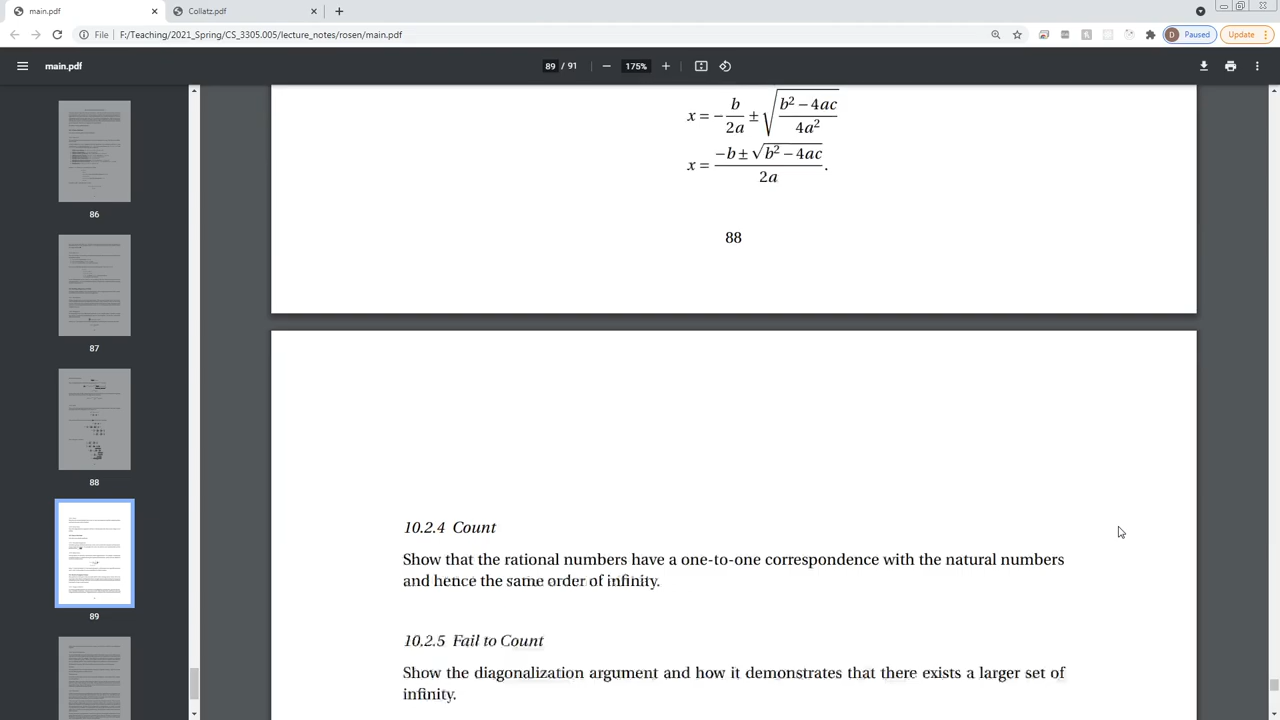 main.pdf
Collatz.pdf
File F:/Teaching/2021_Spring/CS_3305.005/lecture_notes/rosen/main.pdf
D Paused
Update
main.pdf
89 / 91
175%
86
87
88
89
x = − b/2a ± √(b² − 4ac / 4a²)
x = (−b ± √(b² − 4ac)) / 2a.
88
10.2.4 Count
Show that the rational numbers have a one-to-one correspondence with the natural numbers
and hence the same order of infinity.
10.2.5 Fail to Count
Show the diagonalization argument and how it demonstrates that there exists a larger set of
infinity.